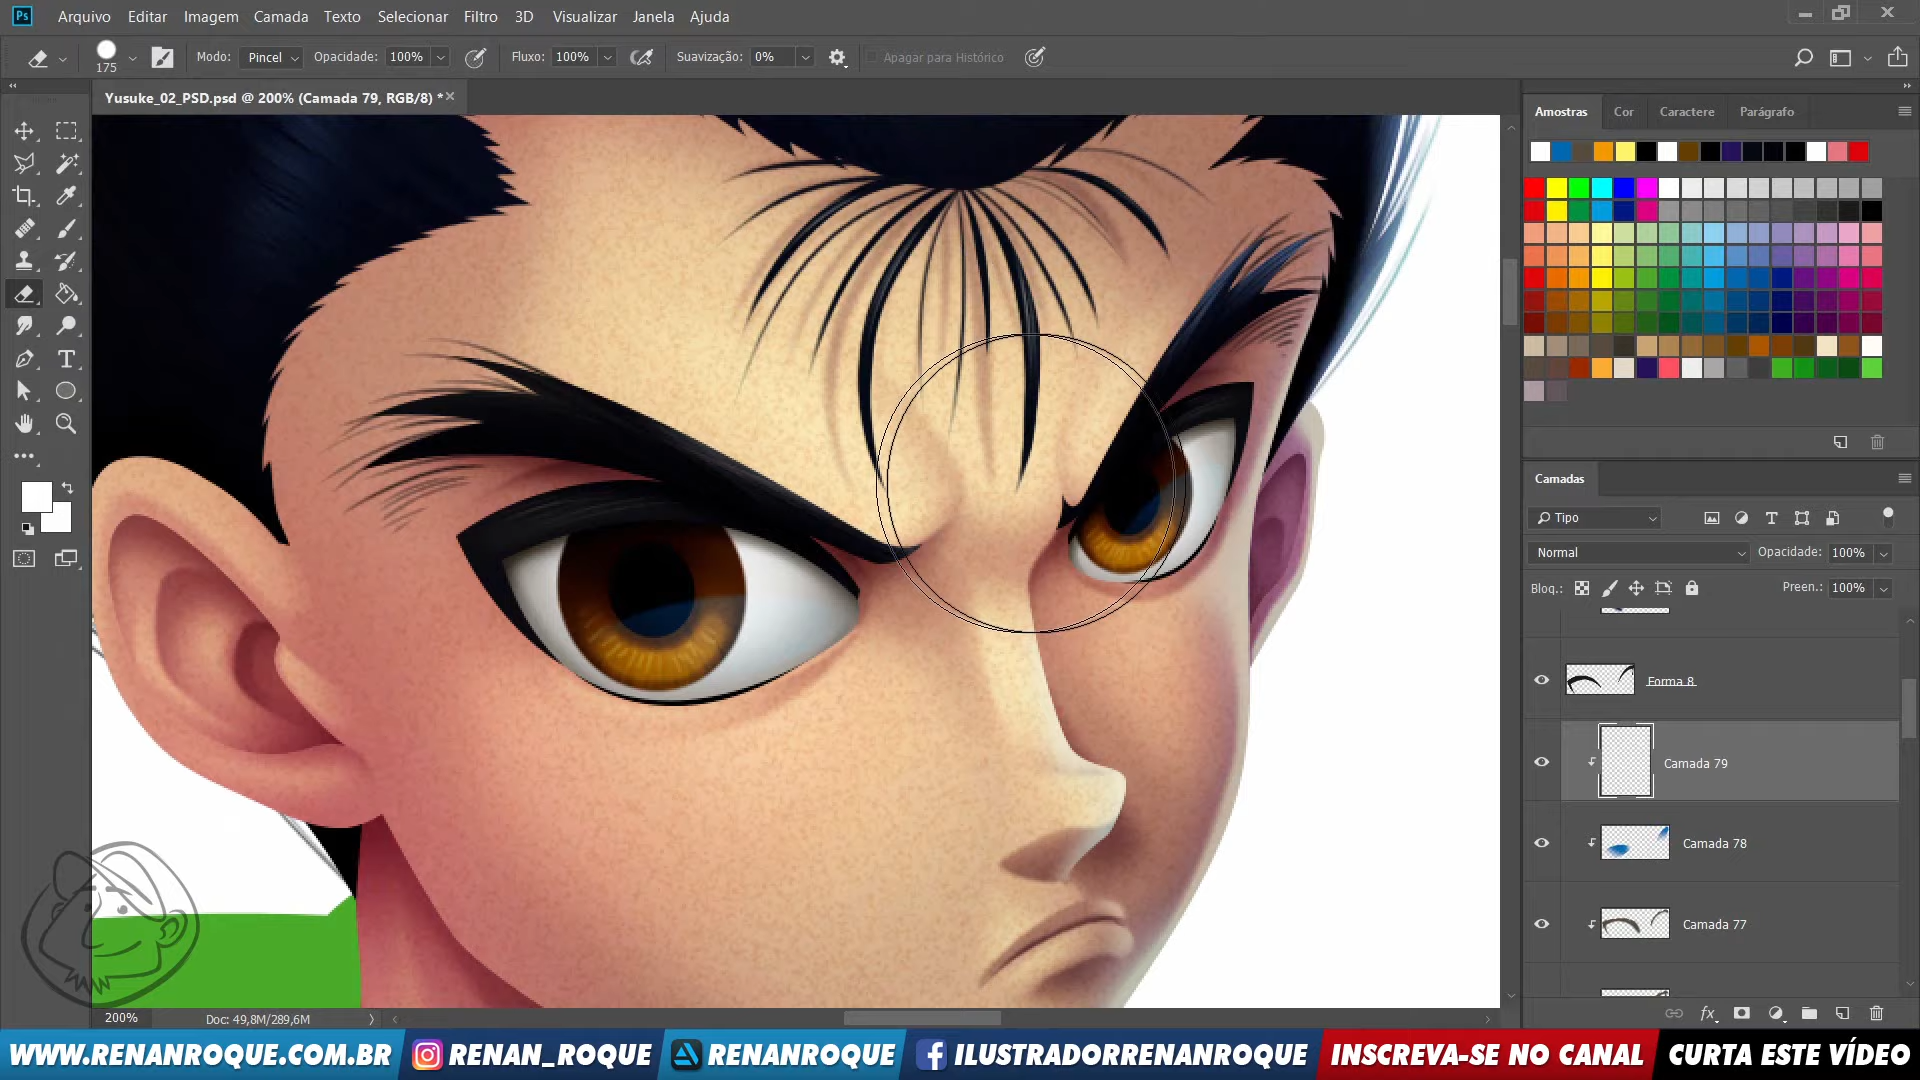 Ps Arquivo Editar Imagem Camada Texto Selecionar Filtro 3D Visualizar Janela Ajuda
175 Modo: Pincel Opacidade: 100% Fluxo: 100% Suavização: 0% Apagar para Histórico
Yusuke_02_PSD.psd @ 200% (Camada 79, RGB/8) *
Amostras Cor Caractere Parágrafo
Camadas
Tipo
Normal Opacidade: 100%
Bloq.: Preen.: 100%
Forma 8
Camada 79
Camada 78
Camada 77
fx
200% Doc: 49,8M/289,6M
WWW.RENANROQUE.COM.BR RENAN_ROQUE RENANROQUE ILUSTRADORRENANROQUE INSCREVA-SE NO CANAL CURTA ESTE VÍDEO